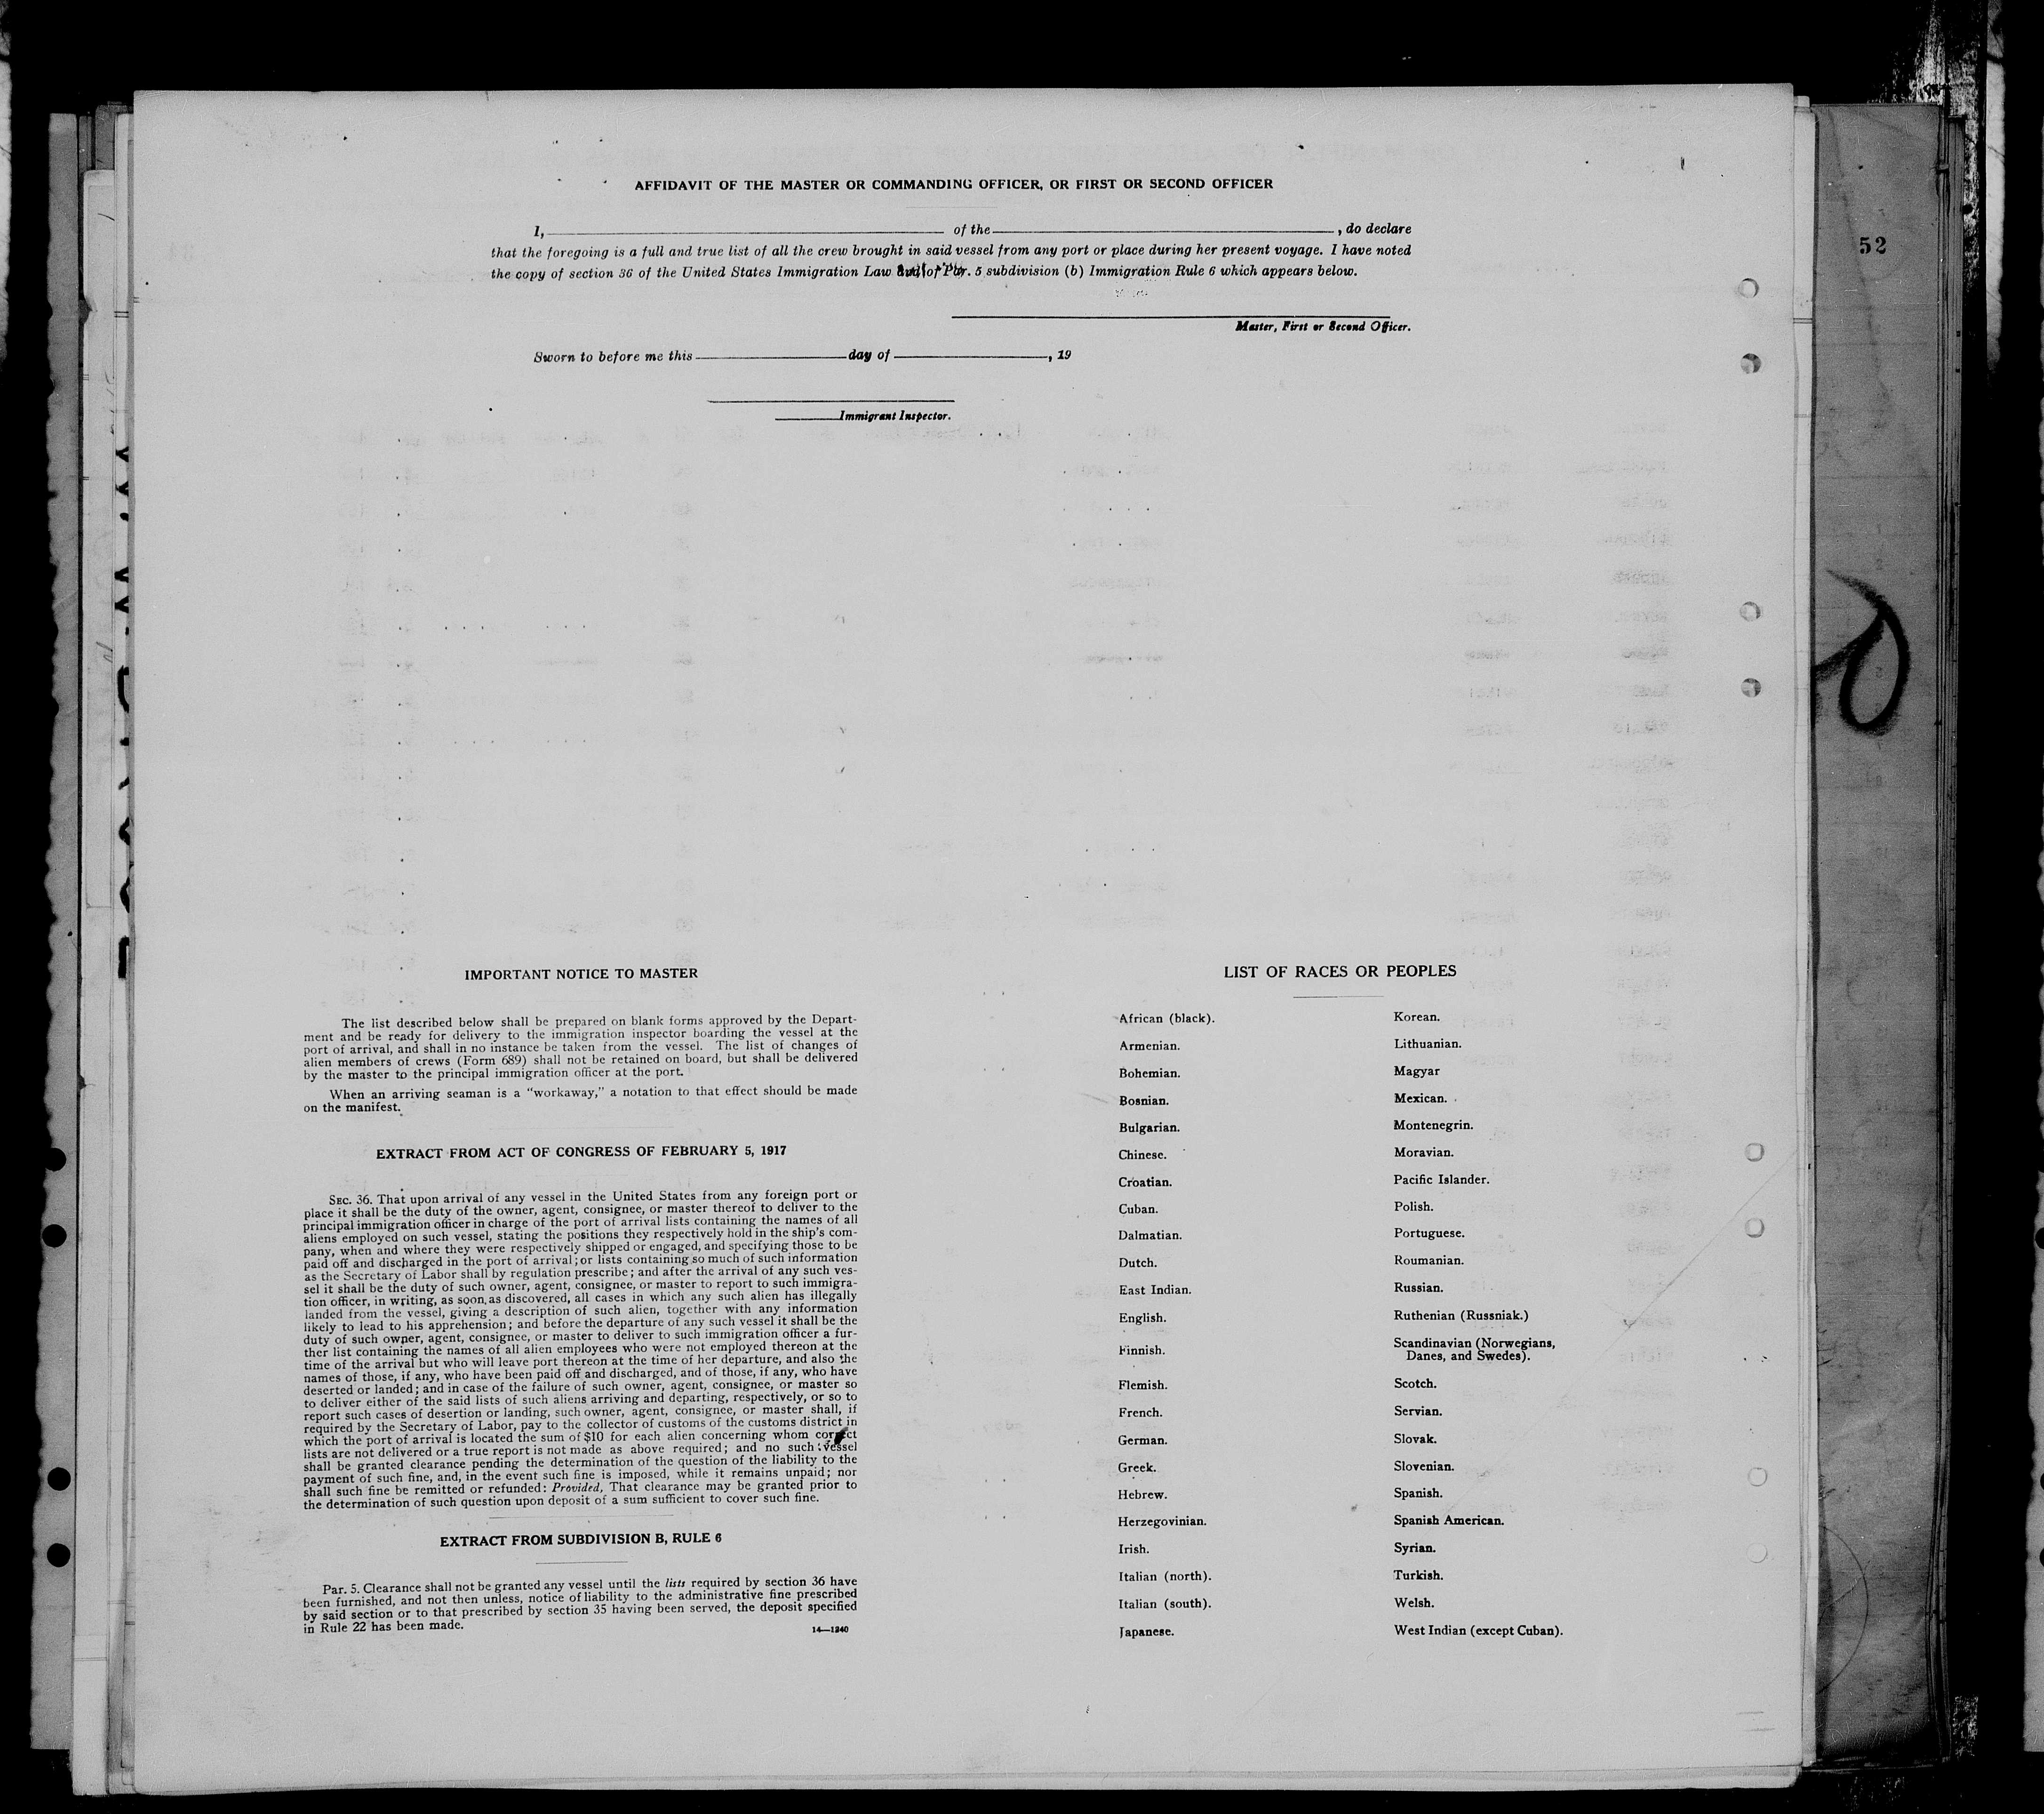 AFFIDAVIT OF THE MASTER OR COMMANDING OFFICER, OR FIRST OR SECOND OFFICER
I, of the , do declare
that the foregoing is a full and true list of all the crew brought in said vessel from any port or place during her present voyage. I have noted
the copy of section 36 of the United States Immigration Law and of Par. 5 subdivision (b) Immigration Rule 6 which appears below.
Master, First or Second Officer.
Sworn to before me this day of , 19
Immigrant Inspector.
52
IMPORTANT NOTICE TO MASTER
The list described below shall be prepared on blank forms approved by the Depart-
ment and be ready for delivery to the immigration inspector boarding the vessel at the
port of arrival, and shall in no instance be taken from the vessel. The list of changes of
alien members of crews (Form 689) shall not be retained on board, but shall be delivered
by the master to the principal immigration officer at the port.
When an arriving seaman is a "workaway," a notation to that effect should be made
on the manifest.
EXTRACT FROM ACT OF CONGRESS OF FEBRUARY 5, 1917
SEC. 36. That upon arrival of any vessel in the United States from any foreign port or
place it shall be the duty of the owner, agent, consignee, or master thereof to deliver to the
principal immigration officer in charge of the port of arrival lists containing the names of all
aliens employed on such vessel, stating the positions they respectively hold in the ship's com-
pany, when and where they were respectively shipped or engaged, and specifying those to be
paid off and discharged in the port of arrival; or lists containing so much of such information
as the Secretary of Labor shall by regulation prescribe; and after the arrival of any such ves-
sel it shall be the duty of such owner, agent, consignee, or master to report to such immigra-
tion officer, in writing, as soon as discovered, all cases in which any such alien has illegally
landed from the vessel, giving a description of such alien, together with any information
likely to lead to his apprehension; and before the departure of any such vessel it shall be the
duty of such owner, agent, consignee, or master to deliver to such immigration officer a fur-
ther list containing the names of all alien employees who were not employed thereon at the
time of the arrival but who will leave port thereon at the time of her departure, and also the
names of those, if any, who have been paid off and discharged, and of those, if any, who have
deserted or landed; and in case of the failure of such owner, agent, consignee, or master so
to deliver either of the said lists of such aliens arriving and departing, respectively, or so to
report such cases of desertion or landing, such owner, agent, consignee, or master shall, if
required by the Secretary of Labor, pay to the collector of customs of the customs district in
which the port of arrival is located the sum of $10 for each alien concerning whom correct
lists are not delivered or a true report is not made as above required; and no such vessel
shall be granted clearance pending the determination of the question of the liability to the
payment of such fine, and, in the event such fine is imposed, while it remains unpaid; nor
shall such fine be remitted or refunded: Provided, That clearance may be granted prior to
the determination of such question upon deposit of a sum sufficient to cover such fine.
EXTRACT FROM SUBDIVISION B, RULE 6
Par. 5. Clearance shall not be granted any vessel until the lists required by section 36 have
been furnished, and not then unless, notice of liability to the administrative fine prescribed
by said section or to that prescribed by section 35 having been served, the deposit specified
in Rule 22 has been made.
14—1240
LIST OF RACES OR PEOPLES
African (black).
Armenian.
Bohemian.
Bosnian.
Bulgarian.
Chinese.
Croatian.
Cuban.
Dalmatian.
Dutch.
East Indian.
English.
Finnish.
Flemish.
French.
German.
Greek.
Hebrew.
Herzegovinian.
Irish.
Italian (north).
Italian (south).
Japanese.
Korean.
Lithuanian.
Magyar
Mexican.
Montenegrin.
Moravian.
Pacific Islander.
Polish.
Portuguese.
Roumanian.
Russian.
Ruthenian (Russniak.)
Scandinavian (Norwegians,
Danes, and Swedes).
Scotch.
Servian.
Slovak.
Slovenian.
Spanish.
Spanish American.
Syrian.
Turkish.
Welsh.
West Indian (except Cuban).